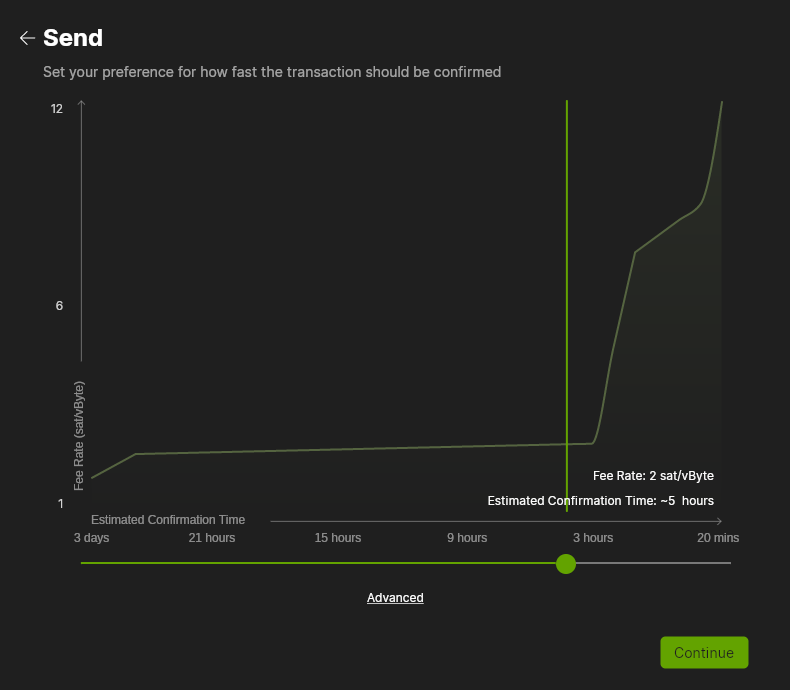 Send
Set your preference for how fast the transaction should be confirmed
12
6
Fee Rate (sat/vByte)
1
Fee Rate: 2 sat/vByte
Estimated Confirmation Time: ~5 hours
Estimated Confirmation Time
3 days 21 hours 15 hours 9 hours 3 hours 20 mins
Advanced
Continue